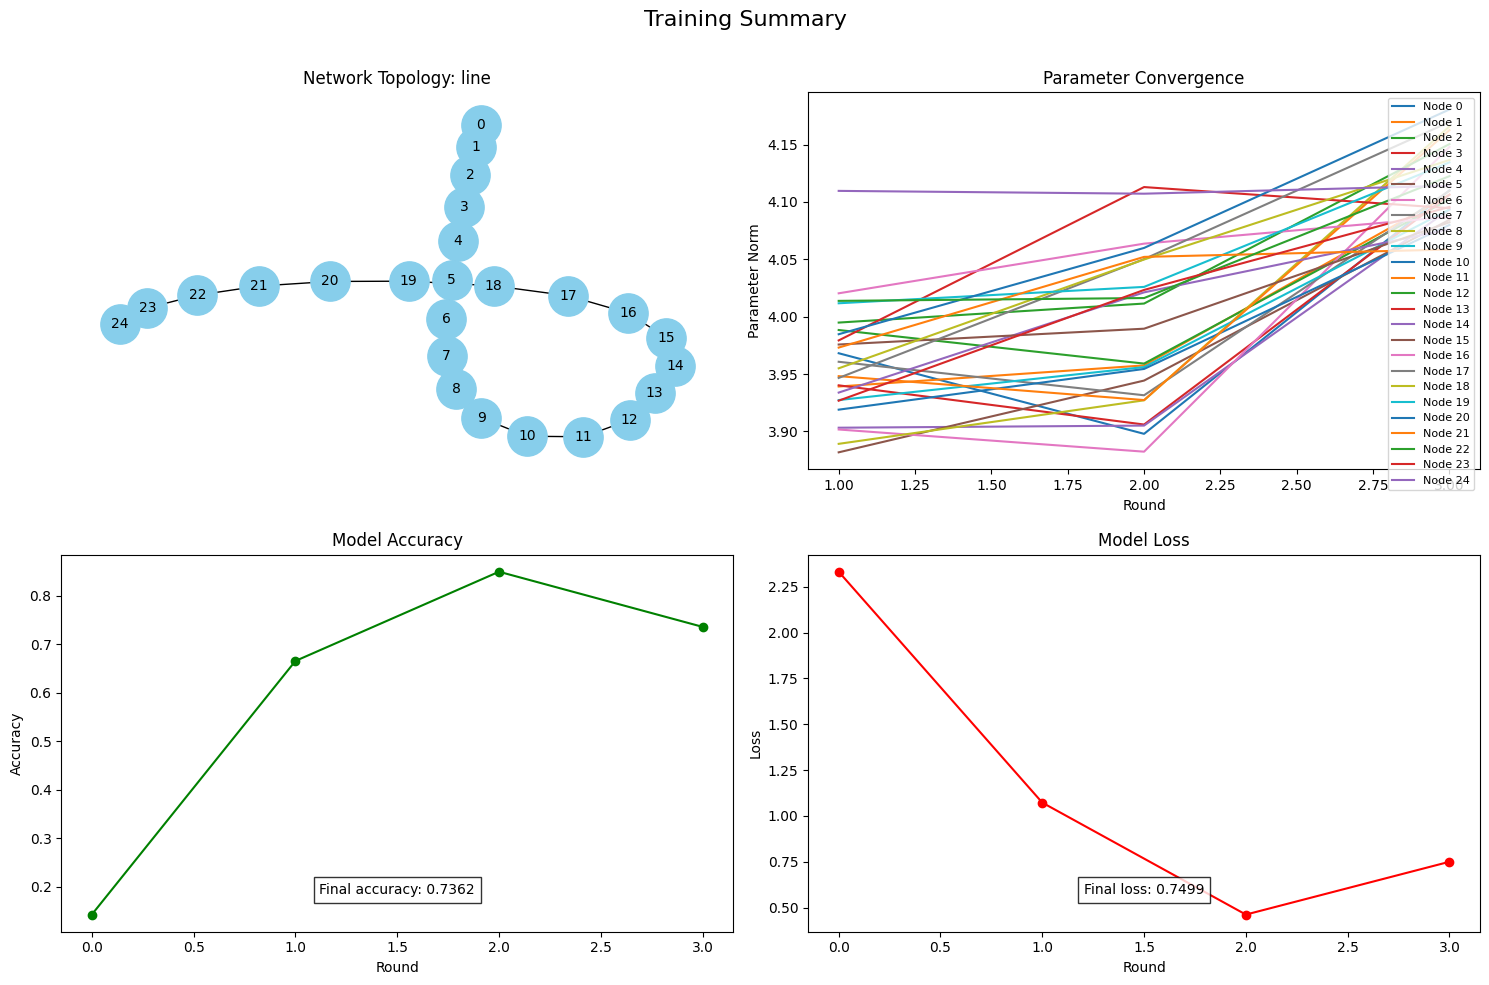 Training Summary
Network Topology: line
0
1
2
3
4
5
6
7
8
9
10
11
12
13
14
15
16
17
18
19
20
21
22
23
24
Parameter Convergence
Parameter Norm
4.15
4.10
4.05
4.00
3.95
3.90
1.00 1.25 1.50 1.75 2.00 2.25 2.50 2.75 3.00
Round
Node 0
Node 1
Node 2
Node 3
Node 4
Node 5
Node 6
Node 7
Node 8
Node 9
Node 10
Node 11
Node 12
Node 13
Node 14
Node 15
Node 16
Node 17
Node 18
Node 19
Node 20
Node 21
Node 22
Node 23
Node 24
Model Accuracy
Accuracy
0.8
0.7
0.6
0.5
0.4
0.3
0.2
Final accuracy: 0.7362
0.0 0.5 1.0 1.5 2.0 2.5 3.0
Round
Model Loss
Loss
2.25
2.00
1.75
1.50
1.25
1.00
0.75
0.50
Final loss: 0.7499
0.0 0.5 1.0 1.5 2.0 2.5 3.0
Round